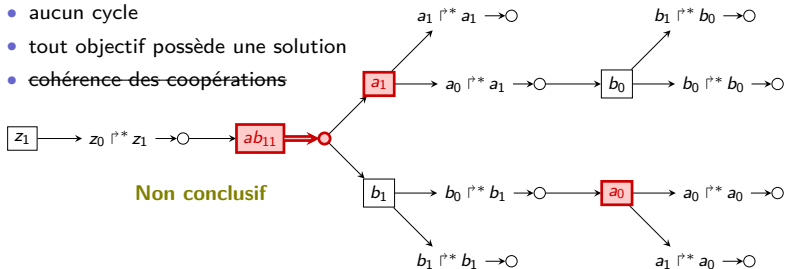 • aucun cycle
• tout objectif possède une solution
• cohérence des coopérations
a₁ ↱* a₁
b₁ ↱* b₀
a₁
a₀ ↱* a₁
b₀
b₀ ↱* b₀
z₁
z₀ ↱* z₁
ab₁₁
Non conclusif
b₁
b₀ ↱* b₁
a₀
a₀ ↱* a₀
b₁ ↱* b₁
a₁ ↱* a₀